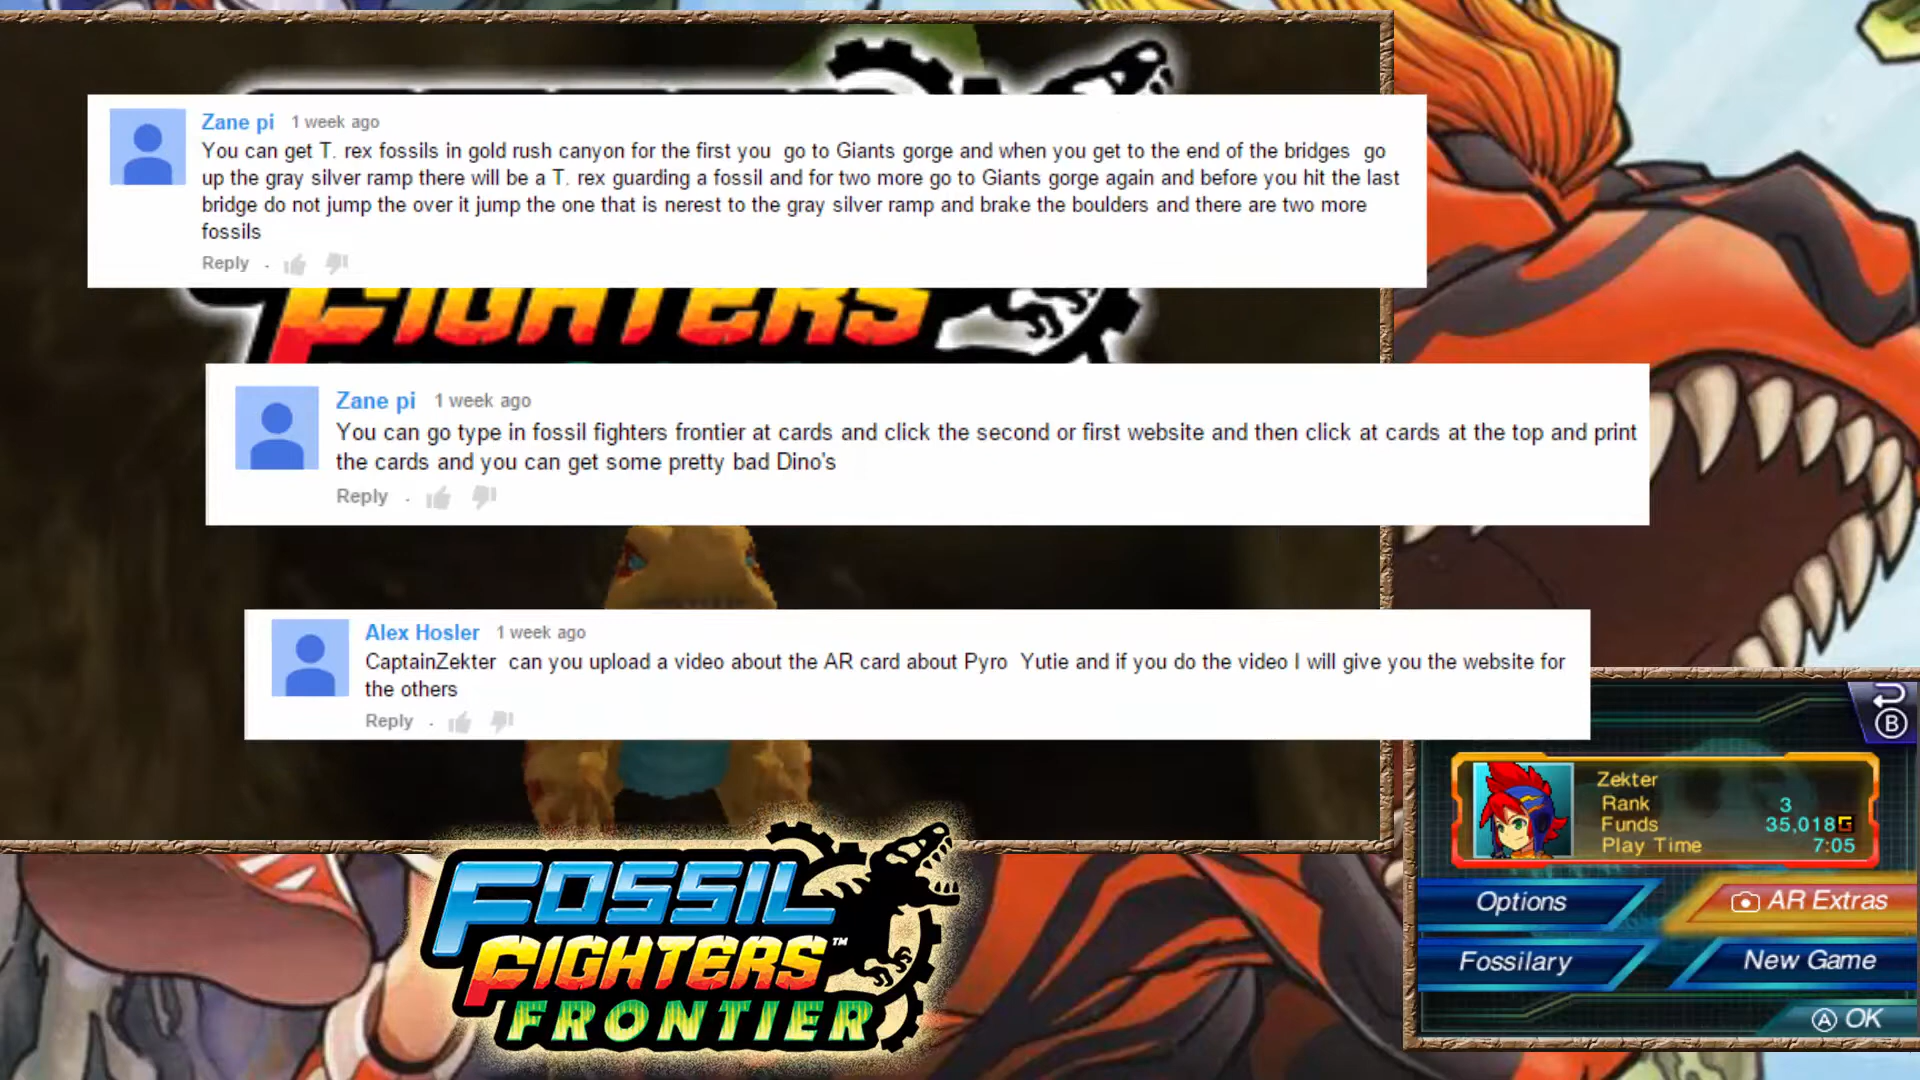 Zane pi 1 week ago
You can get T. rex fossils in gold rush canyon for the first you  go to Giants gorge and when you get to the end of the bridges  go
up the gray silver ramp there will be a T. rex guarding a fossil and for two more go to Giants gorge again and before you hit the last
bridge do not jump the over it jump the one that is nerest to the gray silver ramp and brake the boulders and there are two more
fossils
Reply .
FIGHTERS
Zane pi 1 week ago
You can go type in fossil fighters frontier at cards and click the second or first website and then click at cards at the top and print
the cards and you can get some pretty bad Dino's
Reply .
Alex Hosler 1 week ago
CaptainZekter  can you upload a video about the AR card about Pyro  Yutie and if you do the video I will give you the website for
the others
Reply .
B
Zekter
Rank 3
Funds 35,018G
Play Time 7:05
Options
AR Extras
Fossilary
New Game
A OK
FOSSIL
FIGHTERS™
FRONTIER